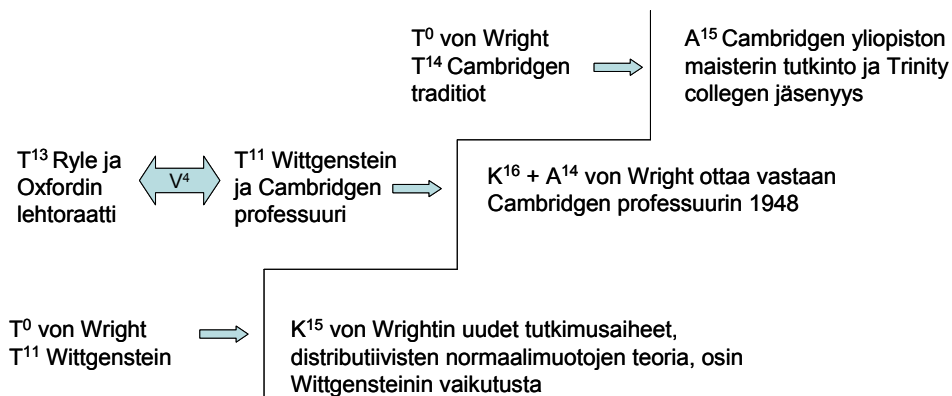 T⁰ von Wright
T¹⁴ Cambridgen
traditiot
A¹⁵ Cambridgen yliopiston
maisterin tutkinto ja Trinity
collegen jäsenyys
T¹³ Ryle ja
Oxfordin
lehtoraatti
V⁴
T¹¹ Wittgenstein
ja Cambridgen
professuuri
K¹⁶ + A¹⁴ von Wright ottaa vastaan
Cambridgen professuurin 1948
T⁰ von Wright
T¹¹ Wittgenstein
K¹⁵ von Wrightin uudet tutkimusaiheet,
distributiivisten normaalimuotojen teoria, osin
Wittgensteinin vaikutusta